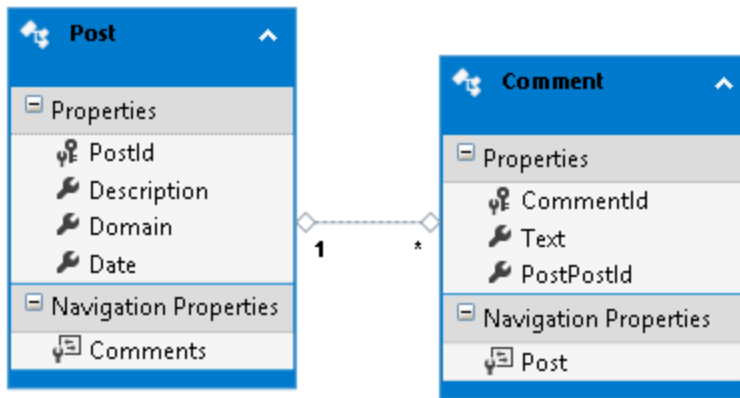 Post
Properties
PostId
Description
Domain
Date
Navigation Properties
Comments
1
*
Comment
Properties
CommentId
Text
PostPostId
Navigation Properties
Post